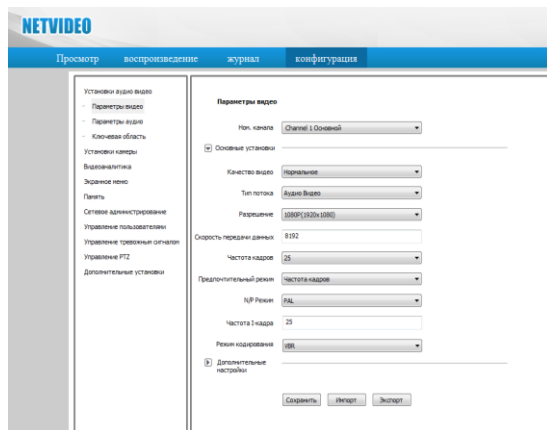 NETVIDEO
Просмотр воспроизведение журнал конфигурация
Установки аудио видео
Параметры видео
Параметры аудио
Ключевая область
Установки камеры
Видеоаналитика
Экранное меню
Память
Сетевое администрирование
Управление пользователями
Управление тревожным сигналом
Управление PTZ
Дополнительные установки
Параметры видео
Ном. канала Channel 1 Основной
Основные установки
Качество видео Нормальное
Тип потока Аудио Видео
Разрешение 1080P(1920x1080)
Скорость передачи данных 8192
Частота кадров 25
Предпочтительный режим Частота кадров
N/P Режим PAL
Частота I-кадра 25
Режим кодирования VBR
Дополнительные
настройки
Сохранить Импорт Экспорт